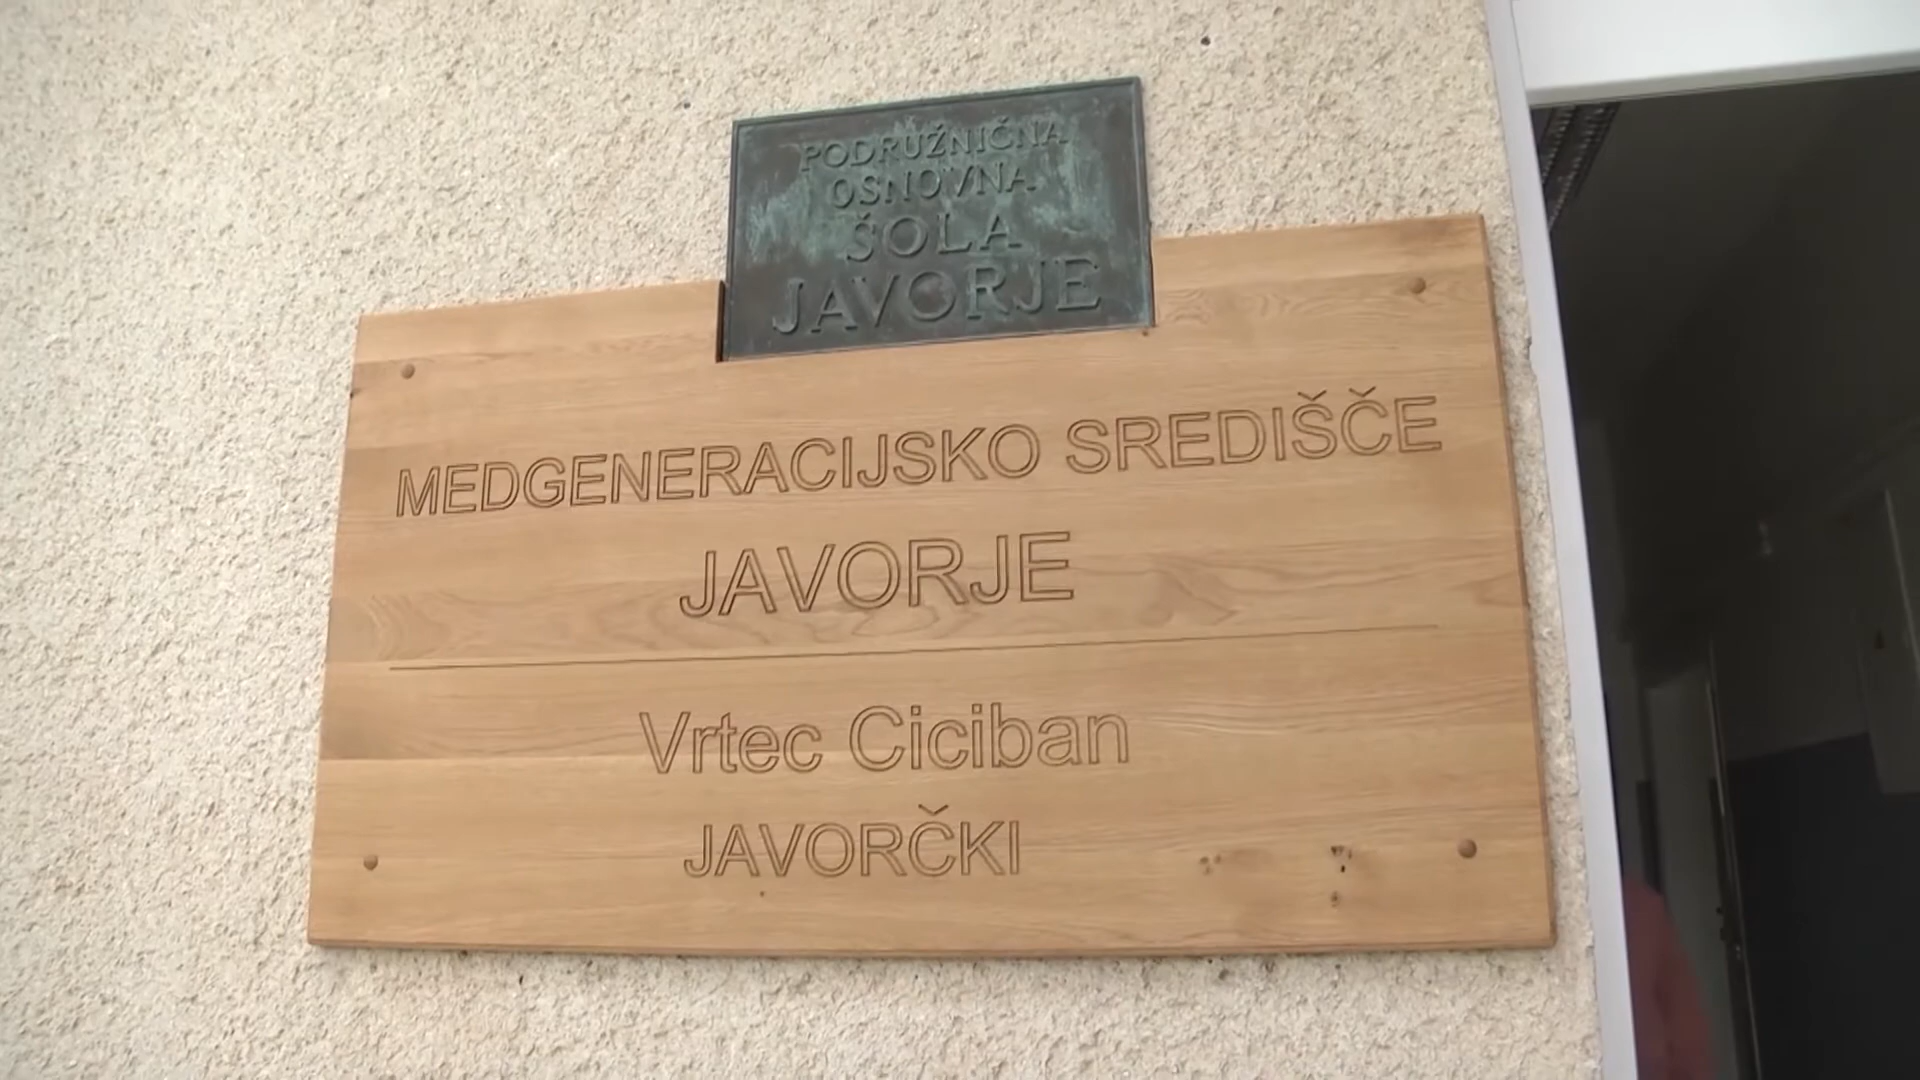 PODRUŽNIČNA
OSNOVNA
ŠOLA
JAVORJE
MEDGENERACIJSKO SREDIŠČE
JAVORJE
Vrtec Ciciban
JAVORČKI